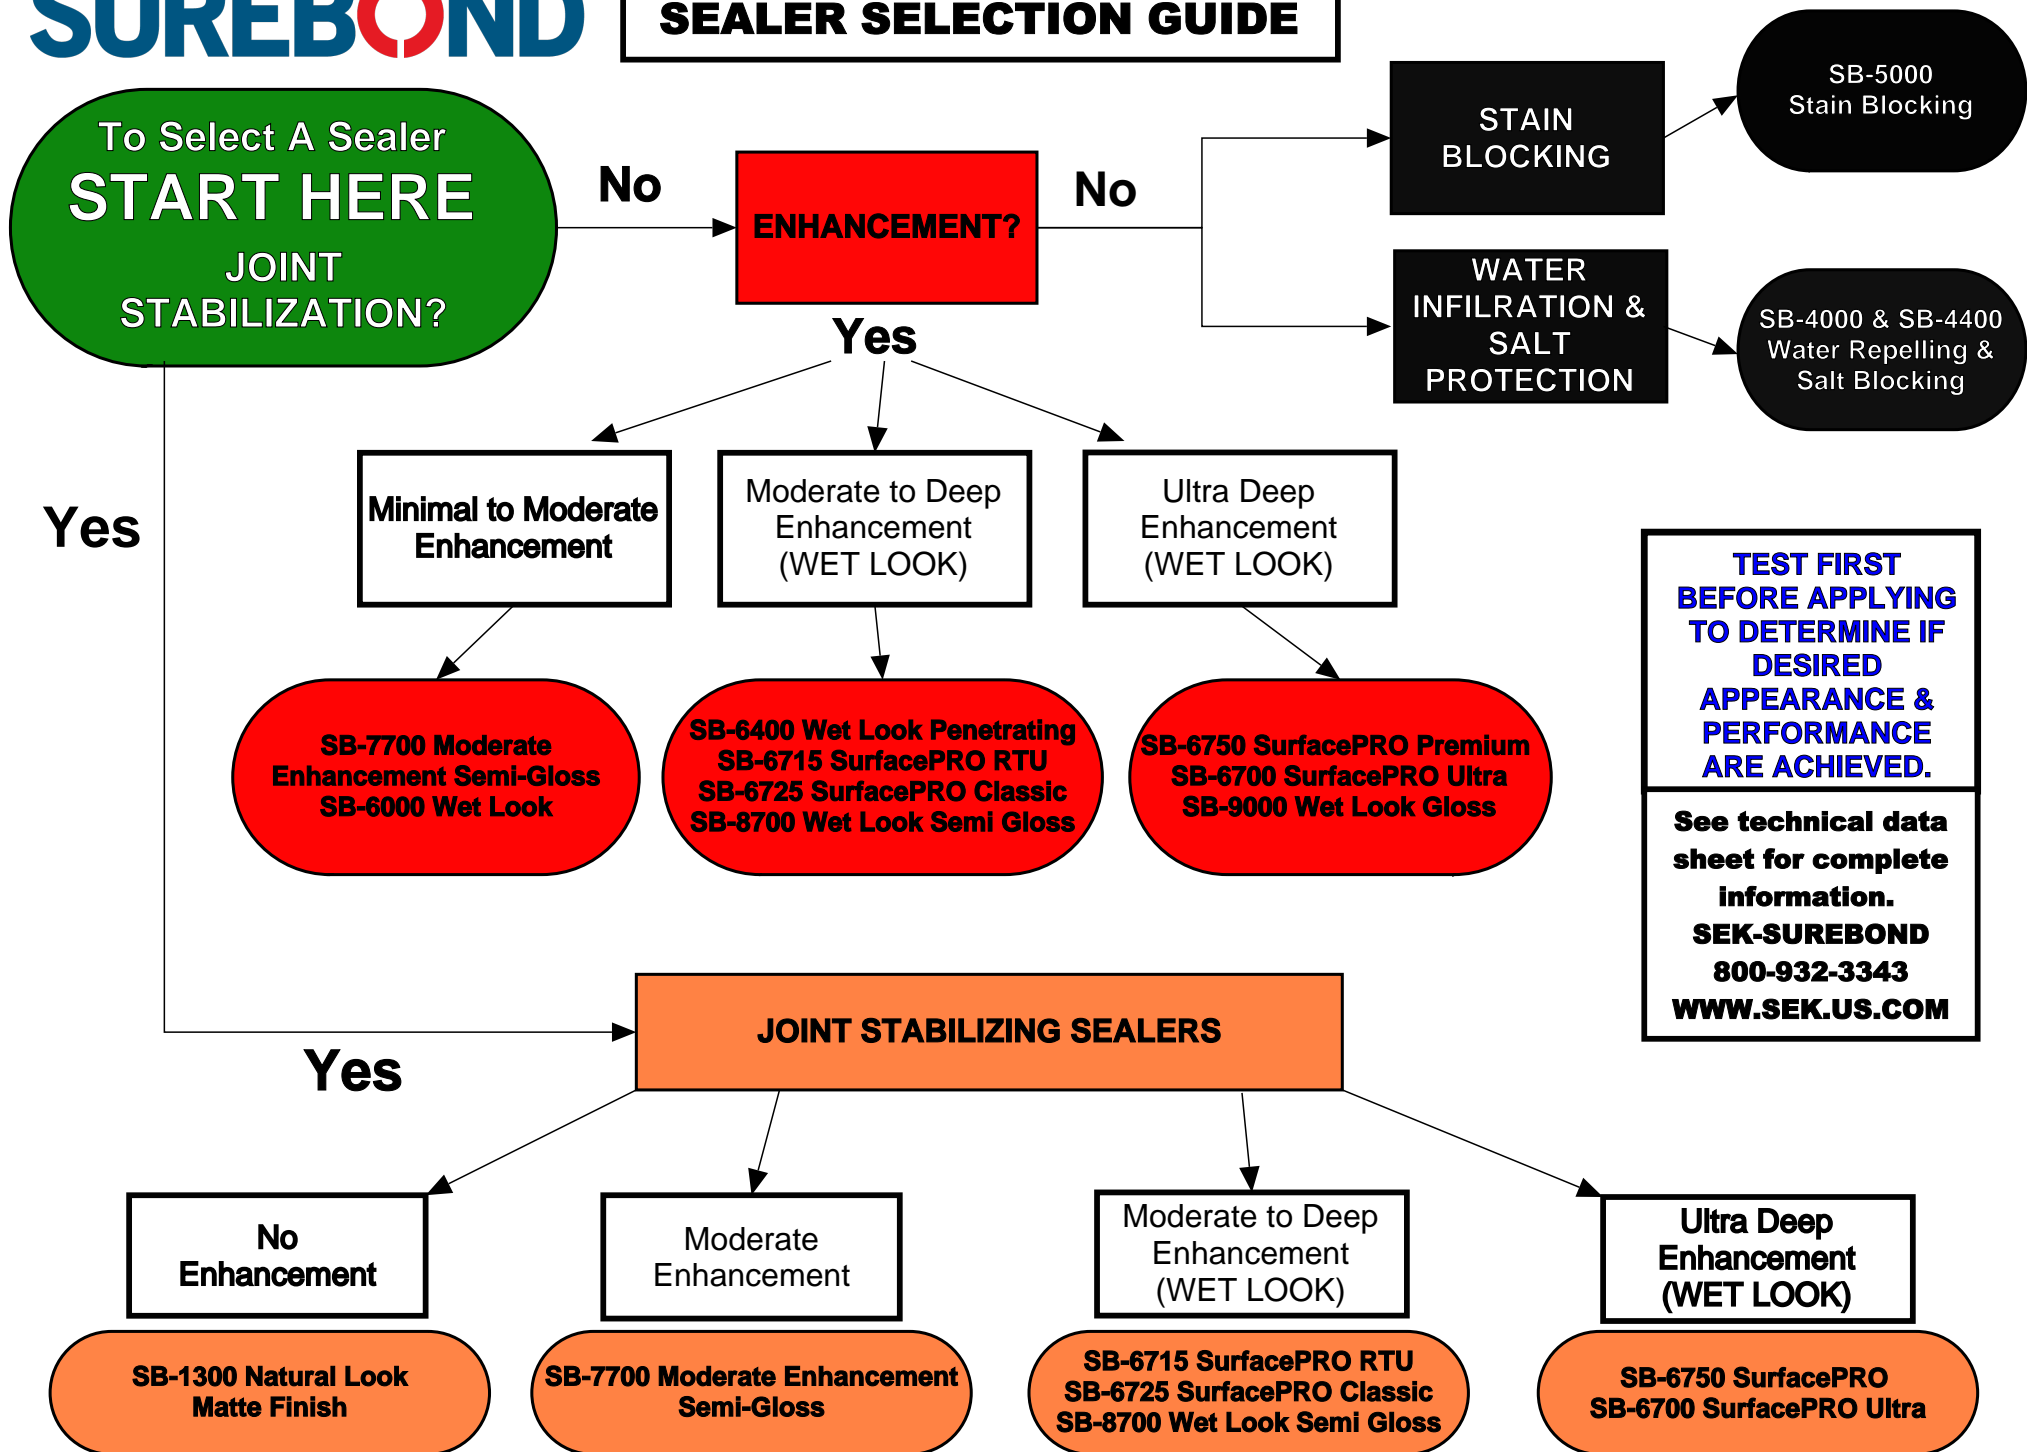 SUREBOND
SEALER SELECTION GUIDE
To Select A Sealer
START HERE
JOINT
STABILIZATION?
No
ENHANCEMENT?
No
STAIN
BLOCKING
SB-5000
Stain Blocking
WATER
INFILRATION &
SALT
PROTECTION
SB-4000 & SB-4400
Water Repelling &
Salt Blocking
Yes
Yes
Minimal to Moderate
Enhancement
Moderate to Deep
Enhancement
(WET LOOK)
Ultra Deep
Enhancement
(WET LOOK)
SB-7700 Moderate
Enhancement Semi-Gloss
SB-6000 Wet Look
SB-6400 Wet Look Penetrating
SB-6715 SurfacePRO RTU
SB-6725 SurfacePRO Classic
SB-8700 Wet Look Semi Gloss
SB-6750 SurfacePRO Premium
SB-6700 SurfacePRO Ultra
SB-9000 Wet Look Gloss
TEST FIRST
BEFORE APPLYING
TO DETERMINE IF
DESIRED
APPEARANCE &
PERFORMANCE
ARE ACHIEVED.
See technical data
sheet for complete
information.
SEK-SUREBOND
800-932-3343
WWW.SEK.US.COM
Yes
JOINT STABILIZING SEALERS
No
Enhancement
Moderate
Enhancement
Moderate to Deep
Enhancement
(WET LOOK)
Ultra Deep
Enhancement
(WET LOOK)
SB-1300 Natural Look
Matte Finish
SB-7700 Moderate Enhancement
Semi-Gloss
SB-6715 SurfacePRO RTU
SB-6725 SurfacePRO Classic
SB-8700 Wet Look Semi Gloss
SB-6750 SurfacePRO
SB-6700 SurfacePRO Ultra